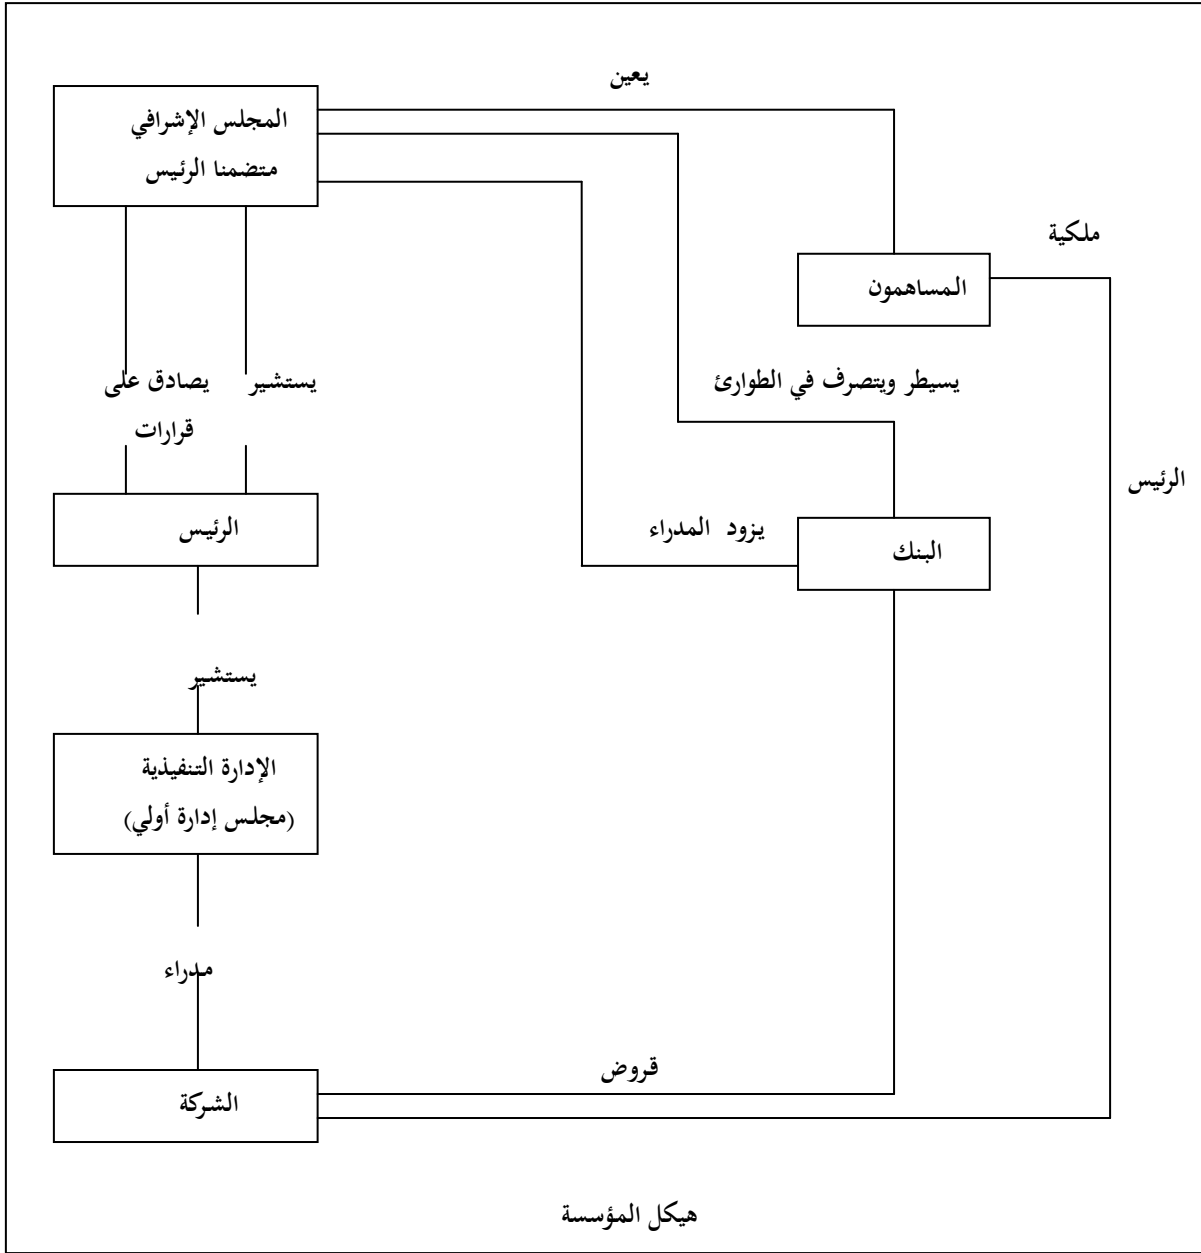 يعين
المجلس الإشرافي
متضمنا الرئيس
ملكية
المساهمون
يسيطر ويتصرف في الطوارئ
يستشير
يصادق على
قرارات
الرئيس
الرئيس
يزود المدراء
البنك
يستشير
الإدارة التنفيذية
(مجلس إدارة أولي)
مدراء
قروض
الشركة
هيكل المؤسسة